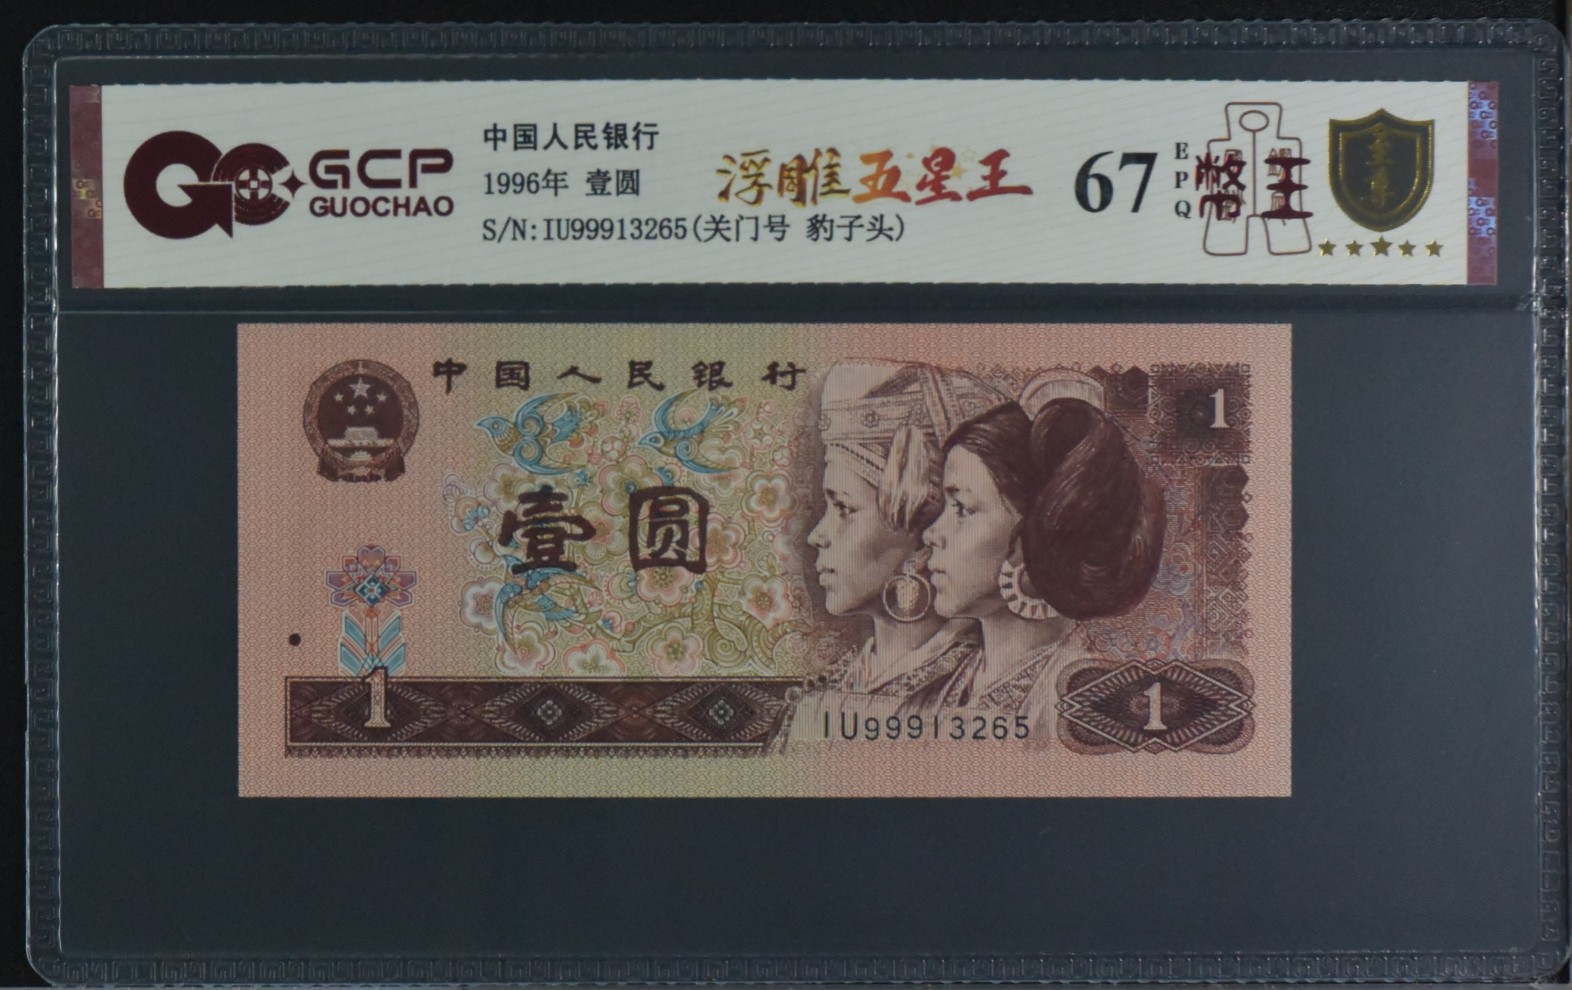 GCP
GUOCHAO
中国人民银行
1996年 壹圆
S/N:IU99913265(关门号 豹子头)
浮雕五星王
67
EPQ
至尊
中国人民银行
1
壹圆
1
1
IU99913265